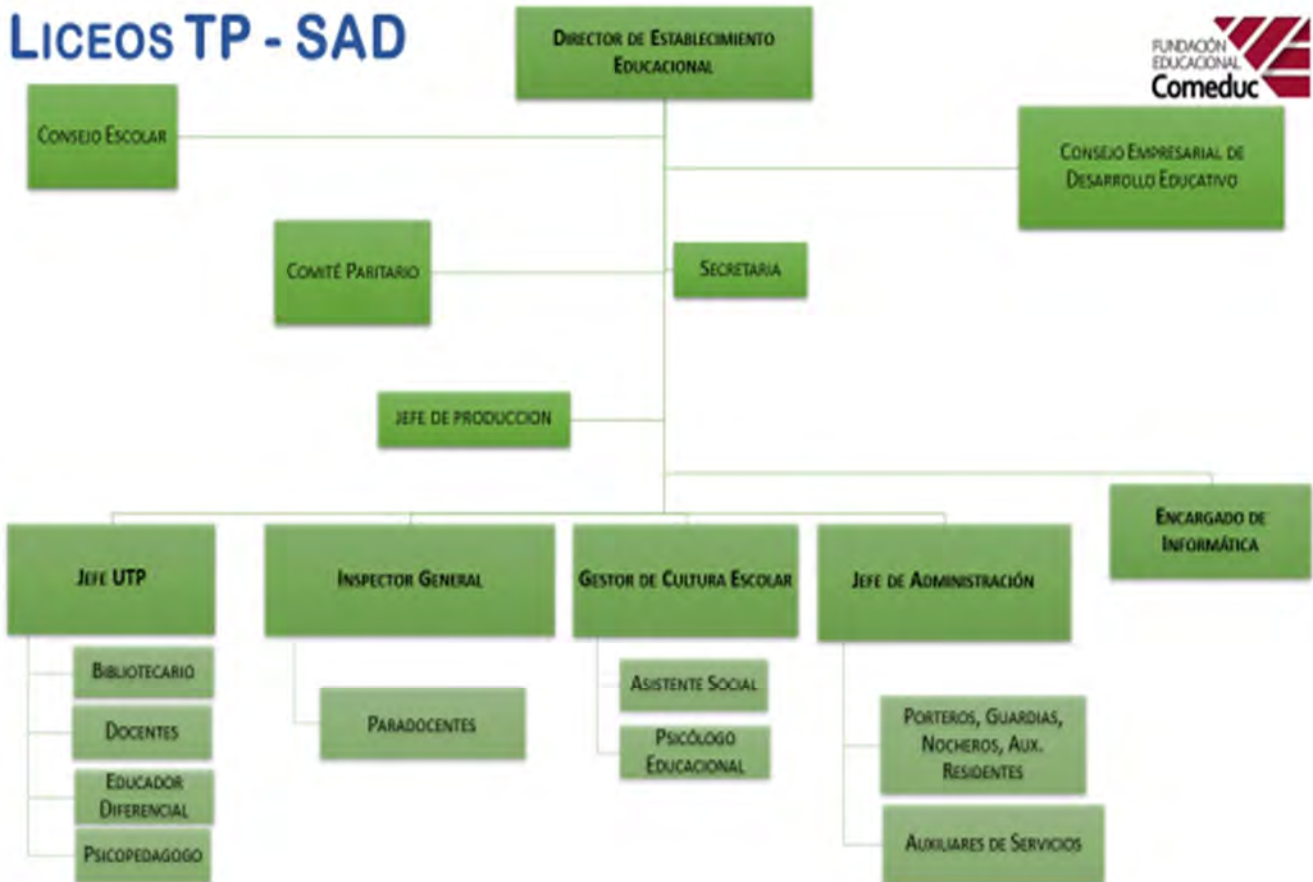 LICEOS TP - SAD
DIRECTOR DE ESTABLECIMIENTO
EDUCACIONAL
FUNDACIÓN
EDUCACIONAL
Comeduc
CONSEJO ESCOLAR
CONSEJO EMPRESARIAL DE
DESARROLLO EDUCATIVO
COMITÉ PARITARIO
SECRETARIA
JEFE DE PRODUCCION
ENCARGADO DE
INFORMÁTICA
JEFE UTP
INSPECTOR GENERAL
GESTOR DE CULTURA ESCOLAR
JEFE DE ADMINISTRACIÓN
BIBLIOTECARIO
DOCENTES
EDUCADOR
DIFERENCIAL
PSICOPEDAGOGO
PARADOCENTES
ASISTENTE SOCIAL
PSICÓLOGO
EDUCACIONAL
PORTEROS, GUARDIAS,
NOCHEROS, AUX.
RESIDENTES
AUXILIARES DE SERVICIOS